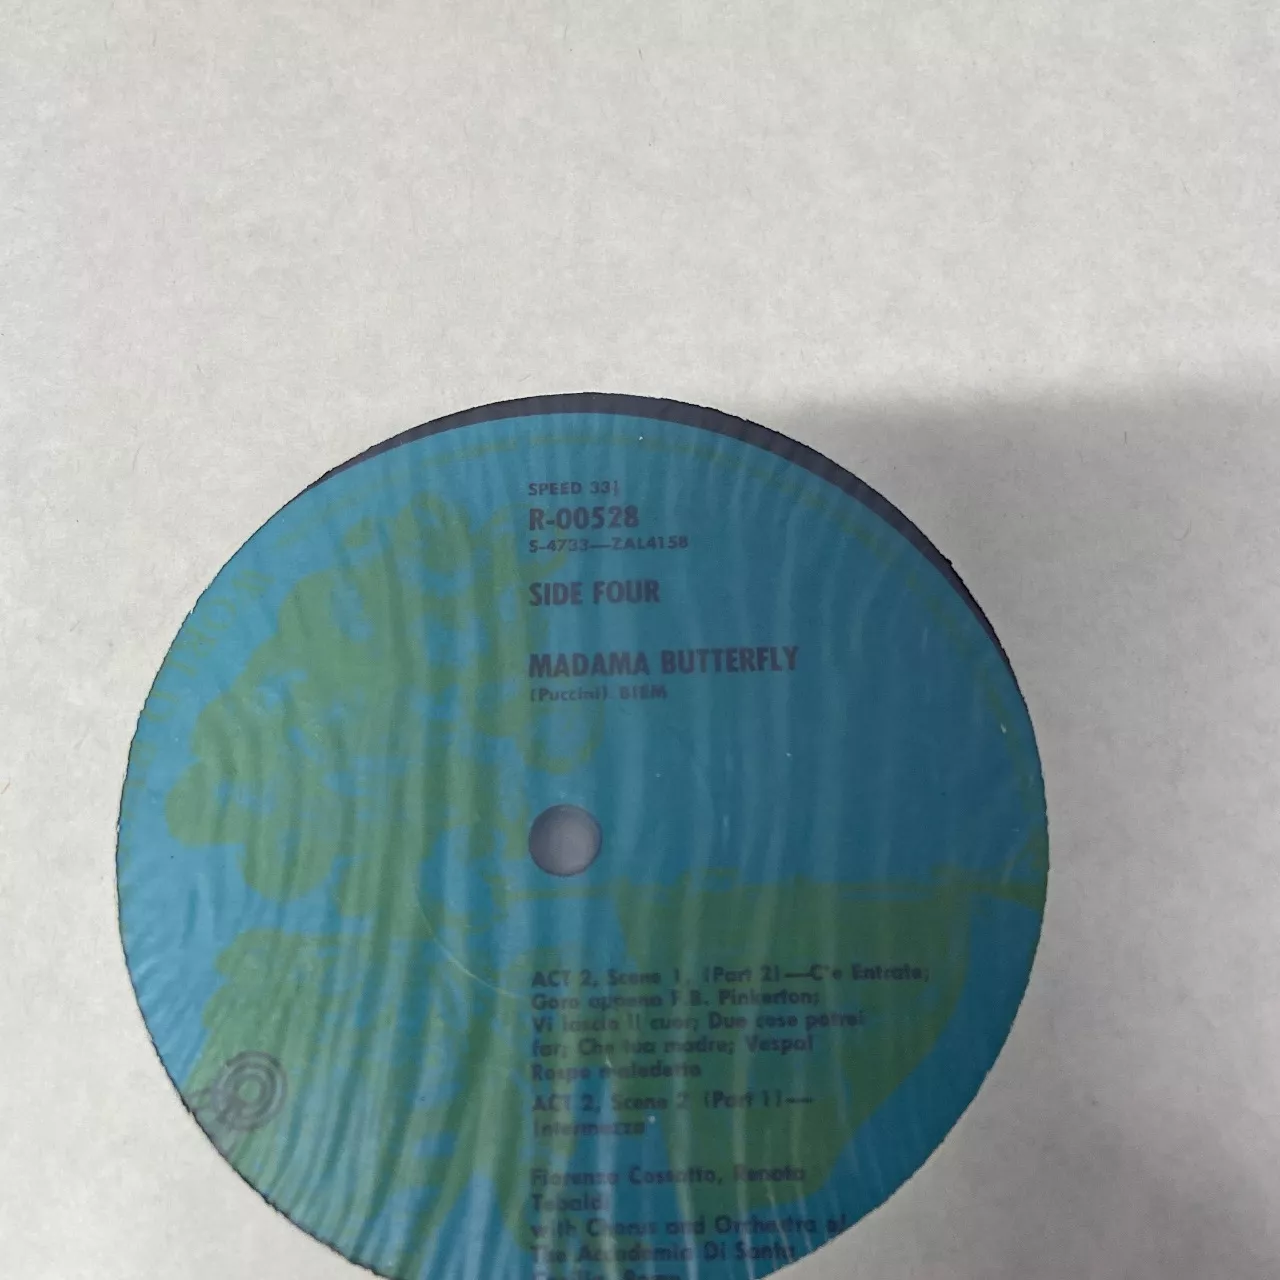 SPEED 33⅓
R-00528
S-4733—ZAL4158
SIDE FOUR
MADAMA BUTTERFLY
(Puccini) BIEM
ACT 2, Scene 1, (Part 2)—C'e Entrate;
Goro appena F.B. Pinkerton;
Vi lascio il cuor; Due cose potrei
far; Che tua madre; Vespa!
Rospo maledetto
ACT 2, Scene 2 (Part 1)—
Intermezzo
Fiorenza Cossotto, Renata
Tebaldi
with Chorus and Orchestra of
The Accademia Di Santa
Rome